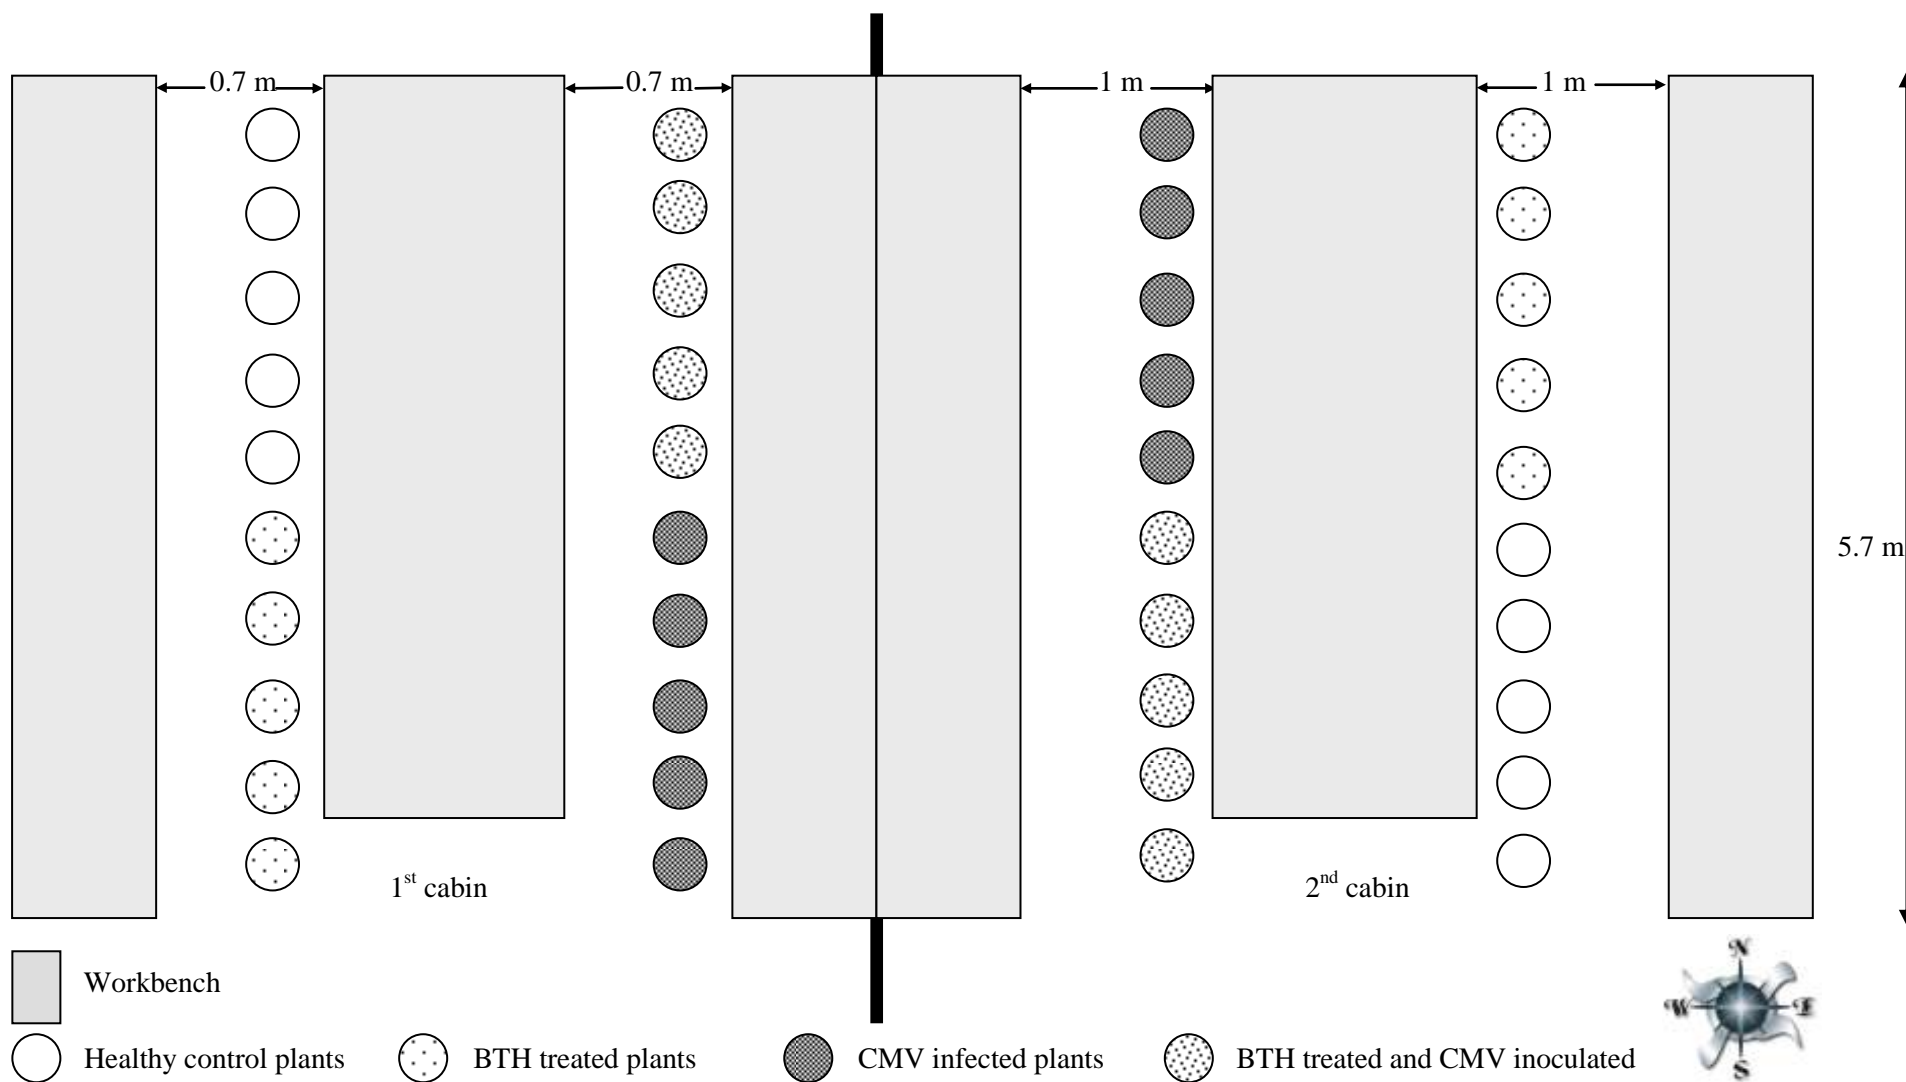 0.7 m
0.7 m
1 m
1 m
5.7 m
1st cabin
2nd cabin
N
W
E
S
Workbench
Healthy control plants
BTH treated plants
CMV infected plants
BTH treated and CMV inoculated